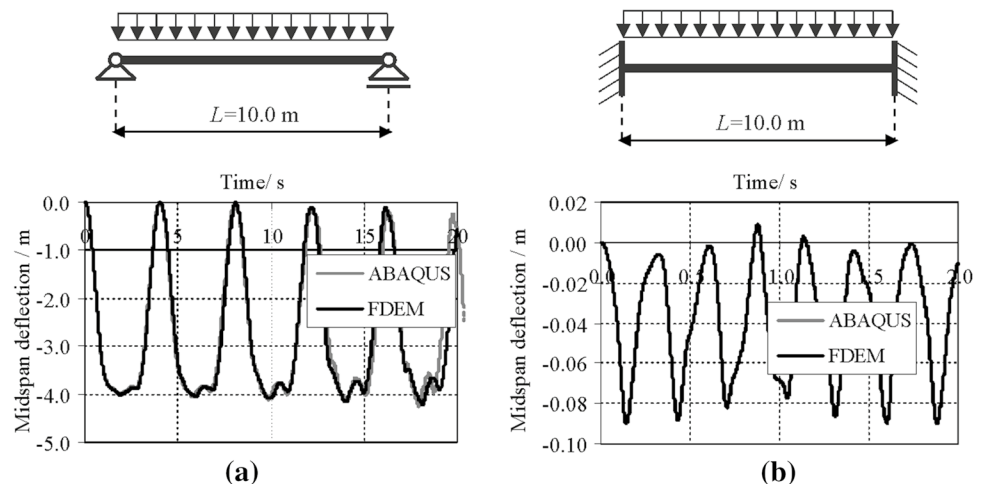 L=10.0 m
Time/ s
0.0
-1.0
-2.0
-3.0
-4.0
-5.0
Midspan deflection / m
0
5
10
15
20
ABAQUS
FDEM
(a)
L=10.0 m
Time/ s
0.02
0.00
-0.02
-0.04
-0.06
-0.08
-0.10
Midspan deflection / m
0.0
0.5
1.0
1.5
2.0
ABAQUS
FDEM
(b)